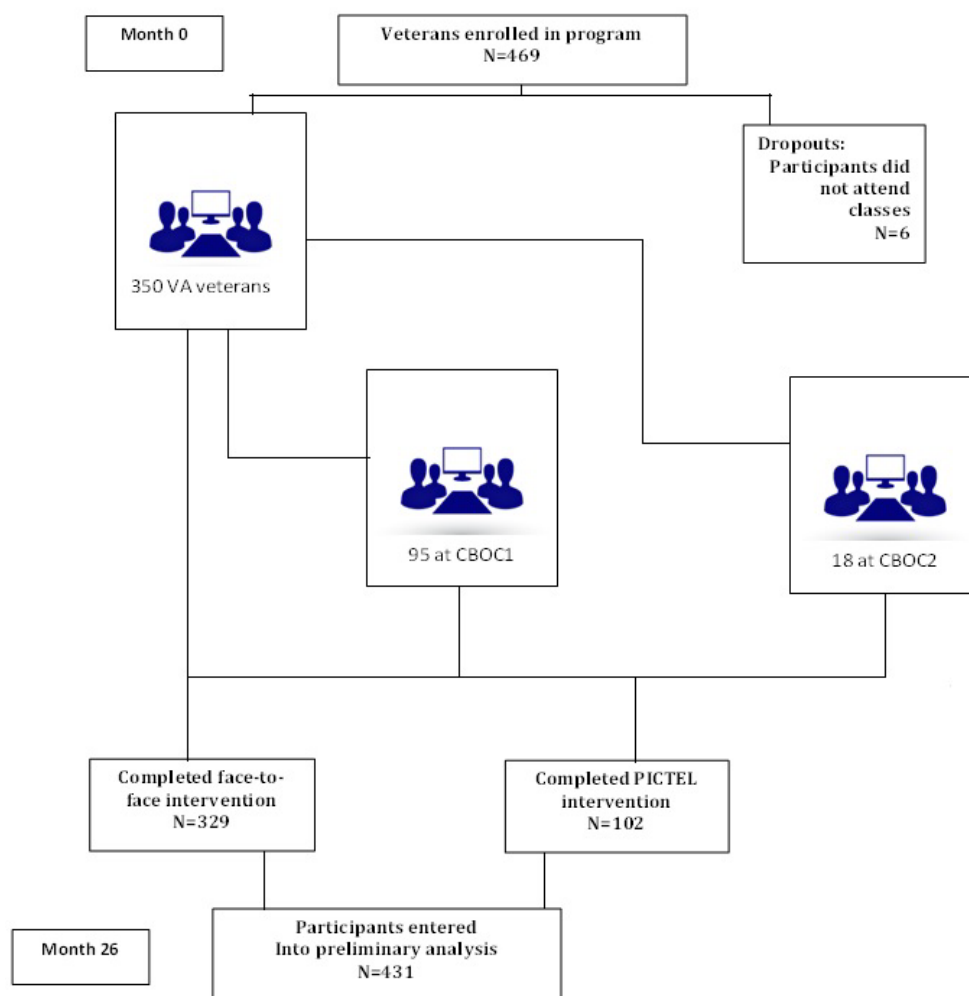 Month 0
Veterans enrolled in program
N=469
Dropouts:
Participants did
not attend
classes
N=6
350 VA veterans
95 at CBOC1
18 at CBOC2
Completed face-to-
face intervention
N=329
Completed PICTEL
intervention
N=102
Participants entered
Into preliminary analysis
N=431
Month 26